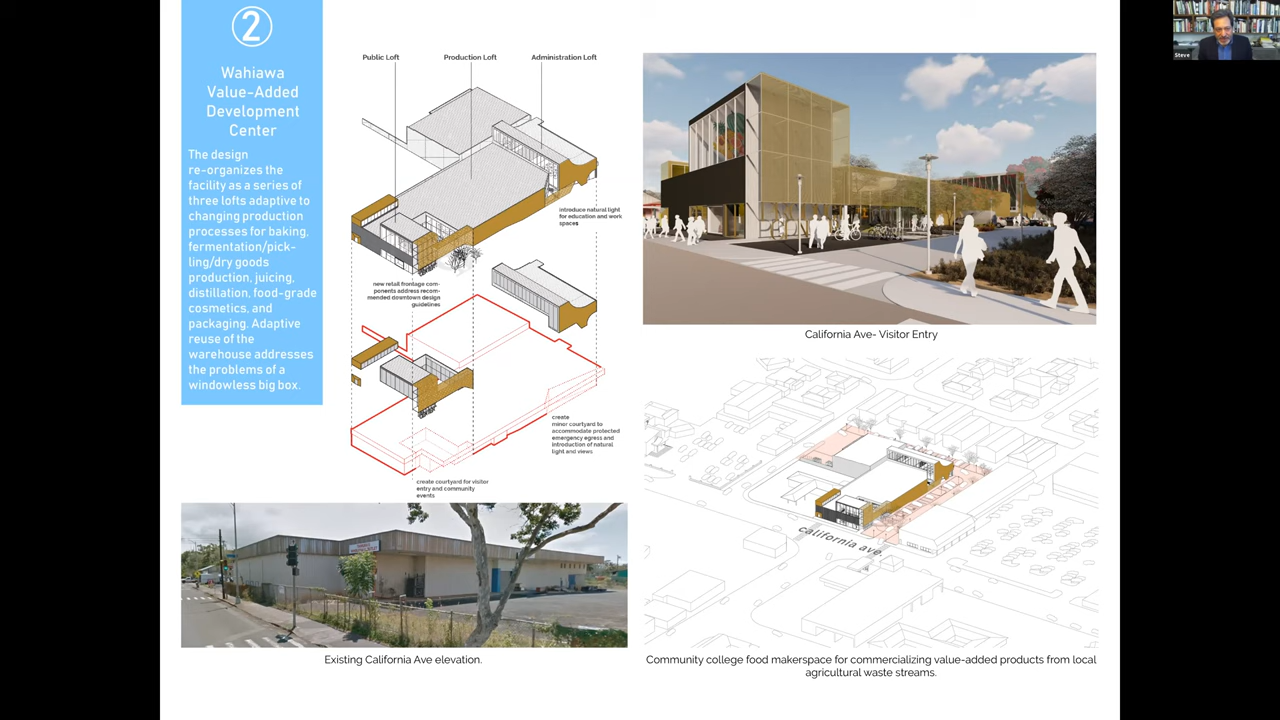 2
Wahiawa
Value-Added
Development
Center
The design
re-organizes the
facility as a series of
three lofts adaptive to
changing production
processes for baking,
fermentation/pick-
ling/dry goods
production, juicing,
distillation, food-grade
cosmetics, and
packaging. Adaptive
reuse of the
warehouse addresses
the problems of a
windowless big box.
Public Loft
Production Loft
Administration Loft
introduce natural light
for education and work
spaces
new retail frontage com-
ponents address recom-
mended downtown design
guidelines
create
minor courtyard to
accommodate protected
emergency egress and
introduction of natural
light and views
create courtyard for visitor
entry and community
events
Existing California Ave elevation.
California Ave- Visitor Entry
california ave.
Community college food makerspace for commercializing value-added products from local
agricultural waste streams.
Steve